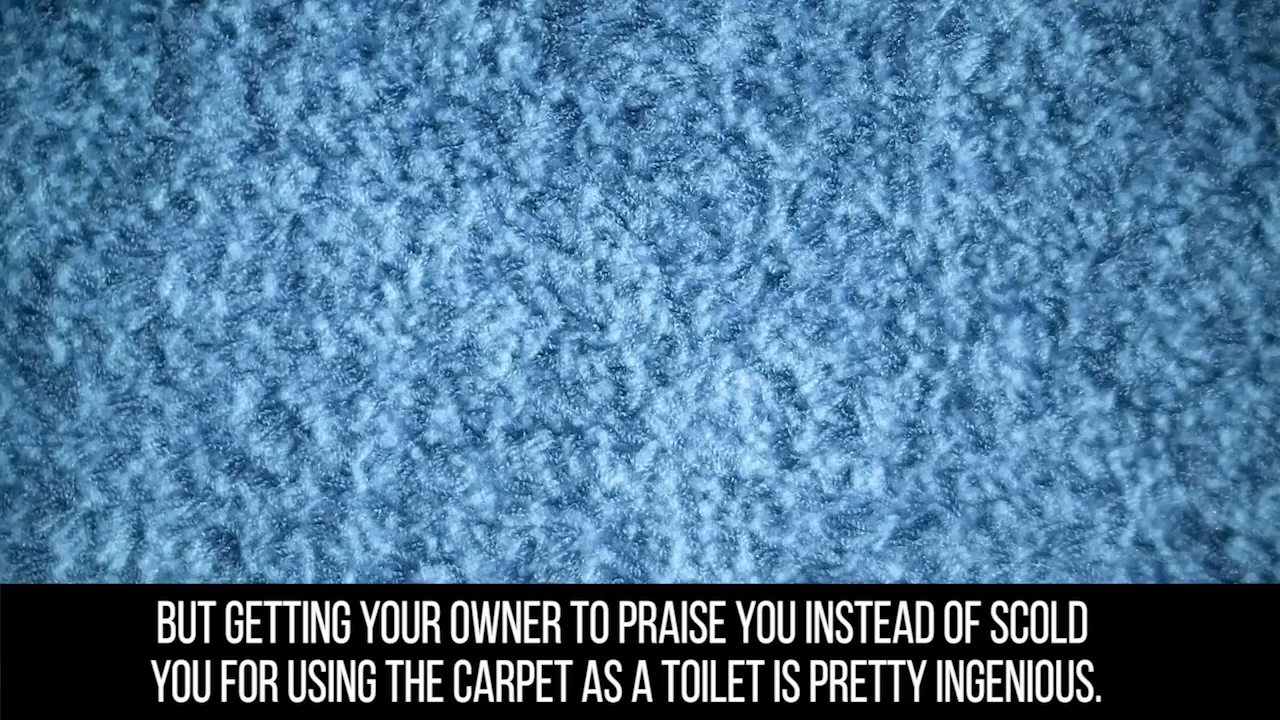 BUT GETTING YOUR OWNER TO PRAISE YOU INSTEAD OF SCOLD
YOU FOR USING THE CARPET AS A TOILET IS PRETTY INGENIOUS.